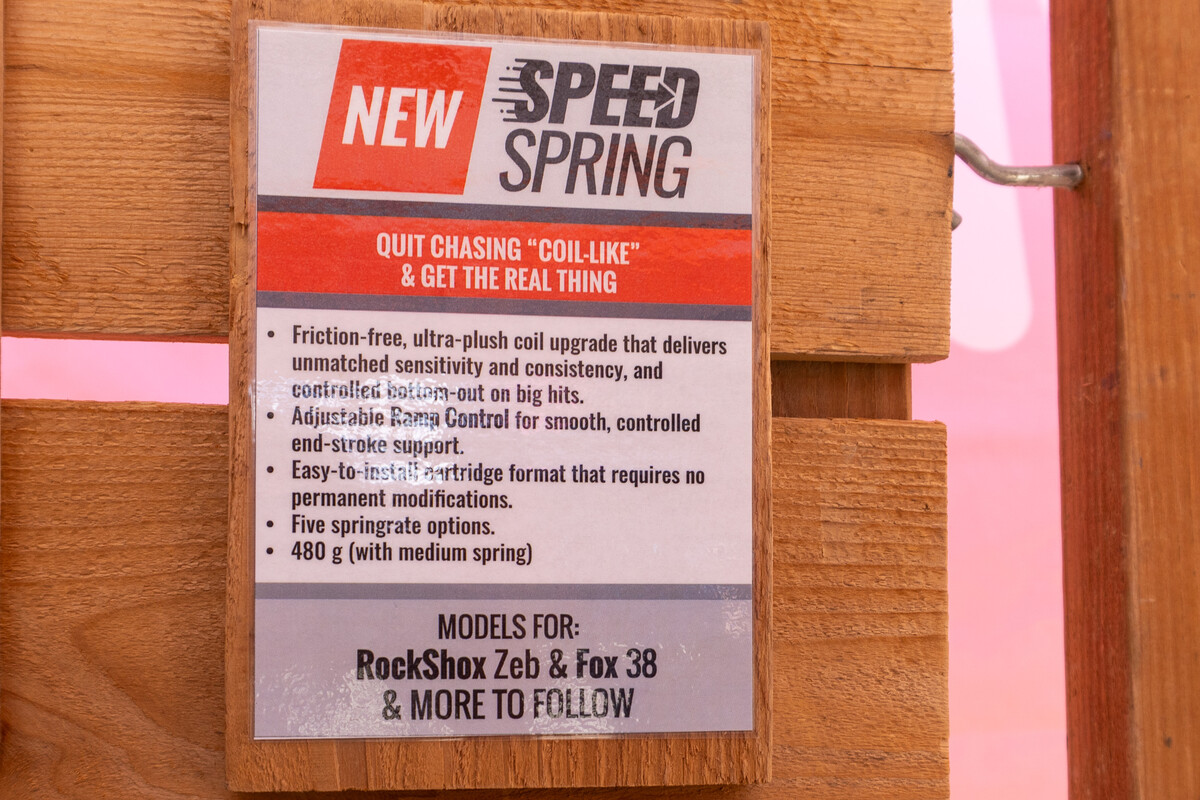 NEW
SPEED
SPRING
QUIT CHASING “COIL-LIKE”
& GET THE REAL THING
• Friction-free, ultra-plush coil upgrade that delivers
unmatched sensitivity and consistency, and
controlled bottom-out on big hits.
• Adjustable Ramp Control for smooth, controlled
end-stroke support.
• Easy-to-install cartridge format that requires no
permanent modifications.
• Five springrate options.
• 480 g (with medium spring)
MODELS FOR:
RockShox Zeb & Fox 38
& MORE TO FOLLOW